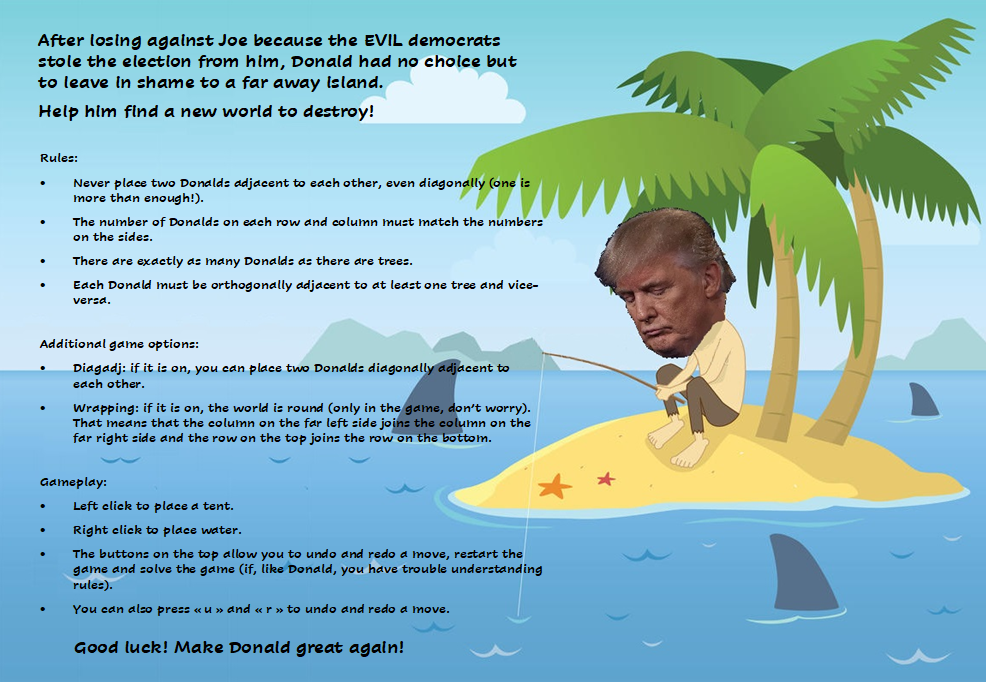 After losing against Joe because the EVIL democrats
stole the election from him, Donald had no choice but
to leave in shame to a far away island.
Help him find a new world to destroy!
Rules:
• Never place two Donalds adjacent to each other, even diagonally (one is
more than enough!).
• The number of Donalds on each row and column must match the numbers
on the sides.
• There are exactly as many Donalds as there are trees.
• Each Donald must be orthogonally adjacent to at least one tree and vice-
versa.
Additional game options:
• Diagadj: if it is on, you can place two Donalds diagonally adjacent to
each other.
• Wrapping: if it is on, the world is round (only in the game, don't worry).
That means that the column on the far left side joins the column on the
far right side and the row on the top joins the row on the bottom.
Gameplay:
• Left click to place a tent.
• Right click to place water.
• The buttons on the top allow you to undo and redo a move, restart the
game and solve the game (if, like Donald, you have trouble understanding
rules).
• You can also press « u » and « r » to undo and redo a move.
Good luck! Make Donald great again!